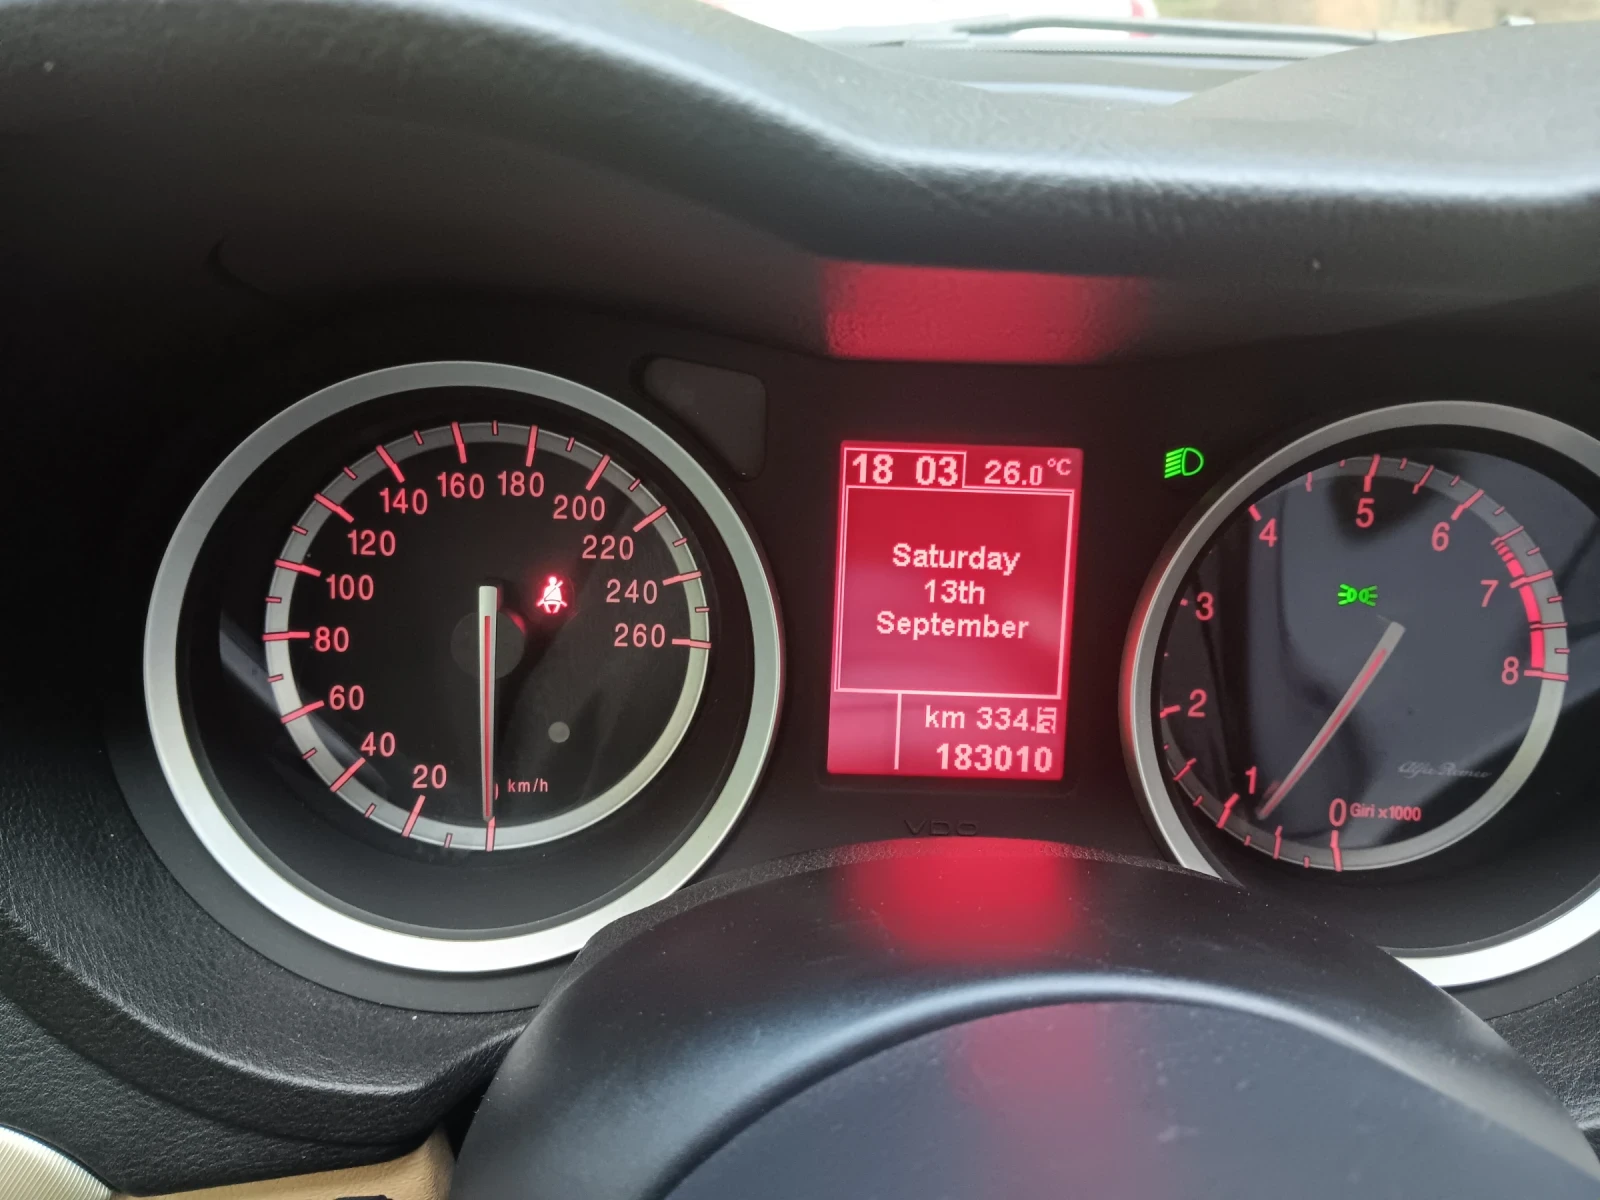 20
40
60
80
100
120
140
160
180
200
220
240
260
km/h
18 03 26.0°C
Saturday
13th
September
km 334.
183010
VDO
0
1
2
3
4
5
6
7
8
Giri x1000
Alfa Romeo